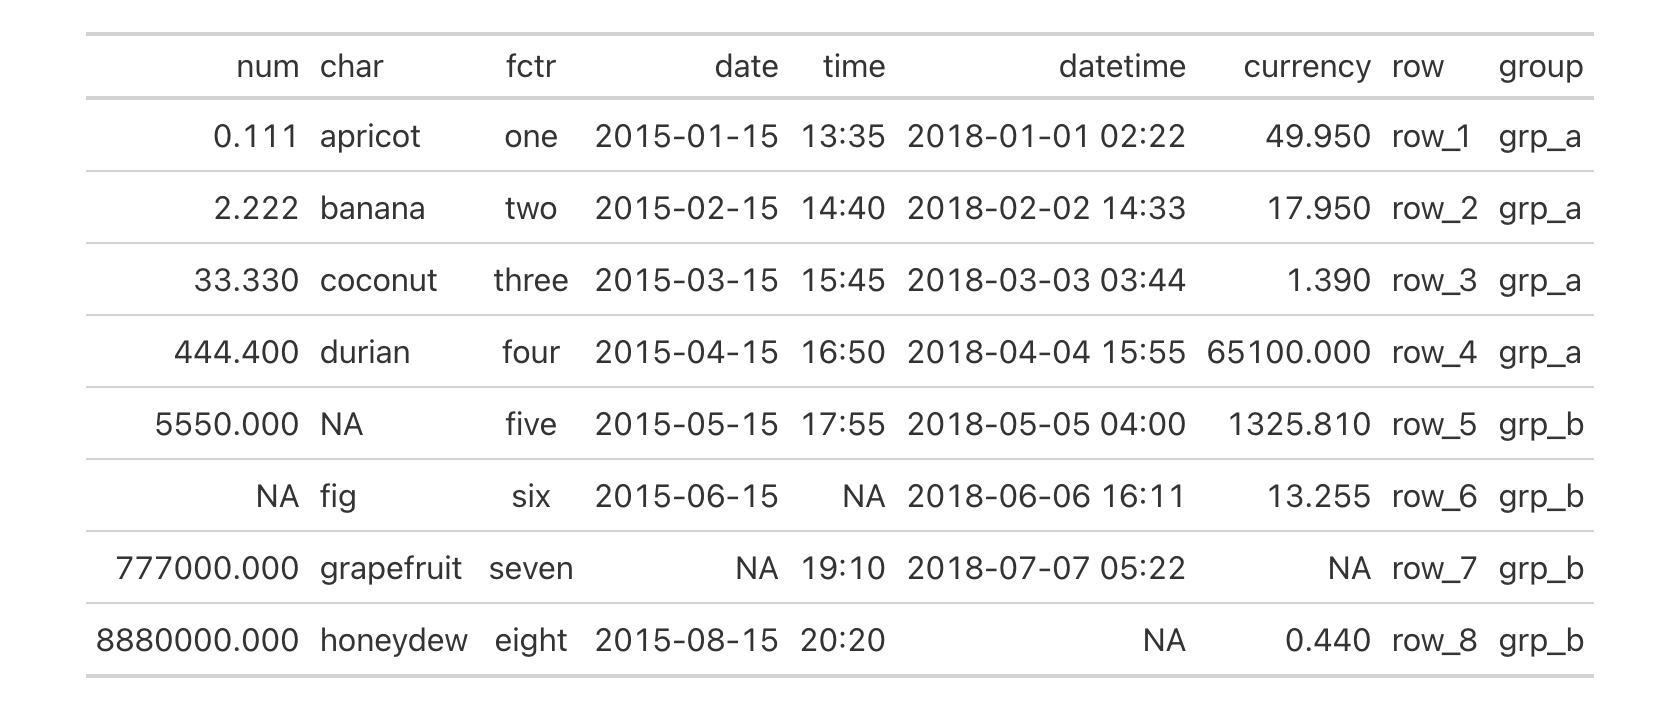 num char fctr date time datetime currency row group
0.111 apricot one 2015-01-15 13:35 2018-01-01 02:22 49.950 row_1 grp_a
2.222 banana two 2015-02-15 14:40 2018-02-02 14:33 17.950 row_2 grp_a
33.330 coconut three 2015-03-15 15:45 2018-03-03 03:44 1.390 row_3 grp_a
444.400 durian four 2015-04-15 16:50 2018-04-04 15:55 65100.000 row_4 grp_a
5550.000 NA five 2015-05-15 17:55 2018-05-05 04:00 1325.810 row_5 grp_b
NA fig six 2015-06-15 NA 2018-06-06 16:11 13.255 row_6 grp_b
777000.000 grapefruit seven NA 19:10 2018-07-07 05:22 NA row_7 grp_b
8880000.000 honeydew eight 2015-08-15 20:20 NA 0.440 row_8 grp_b